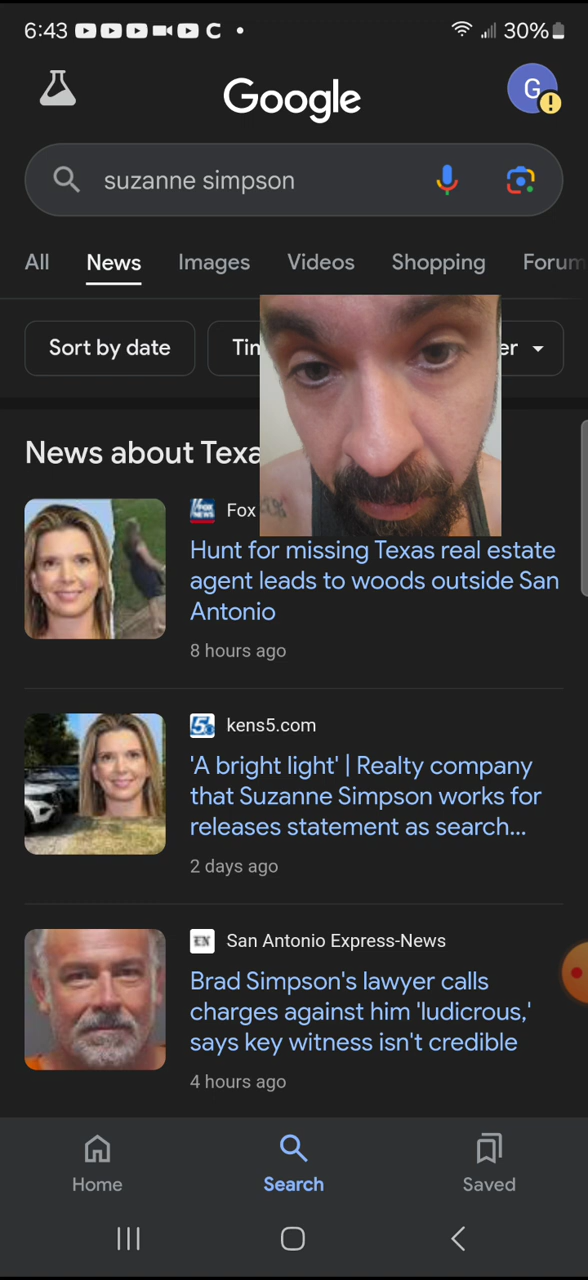 6:43
30%
Google
G
suzanne simpson
All News Images Videos Shopping Forum
Sort by date
News about Texa
Fox
Hunt for missing Texas real estate
agent leads to woods outside San
Antonio
8 hours ago
kens5.com
'A bright light' | Realty company
that Suzanne Simpson works for
releases statement as search...
2 days ago
EN San Antonio Express-News
Brad Simpson's lawyer calls
charges against him 'ludicrous,'
says key witness isn't credible
4 hours ago
Home Search Saved